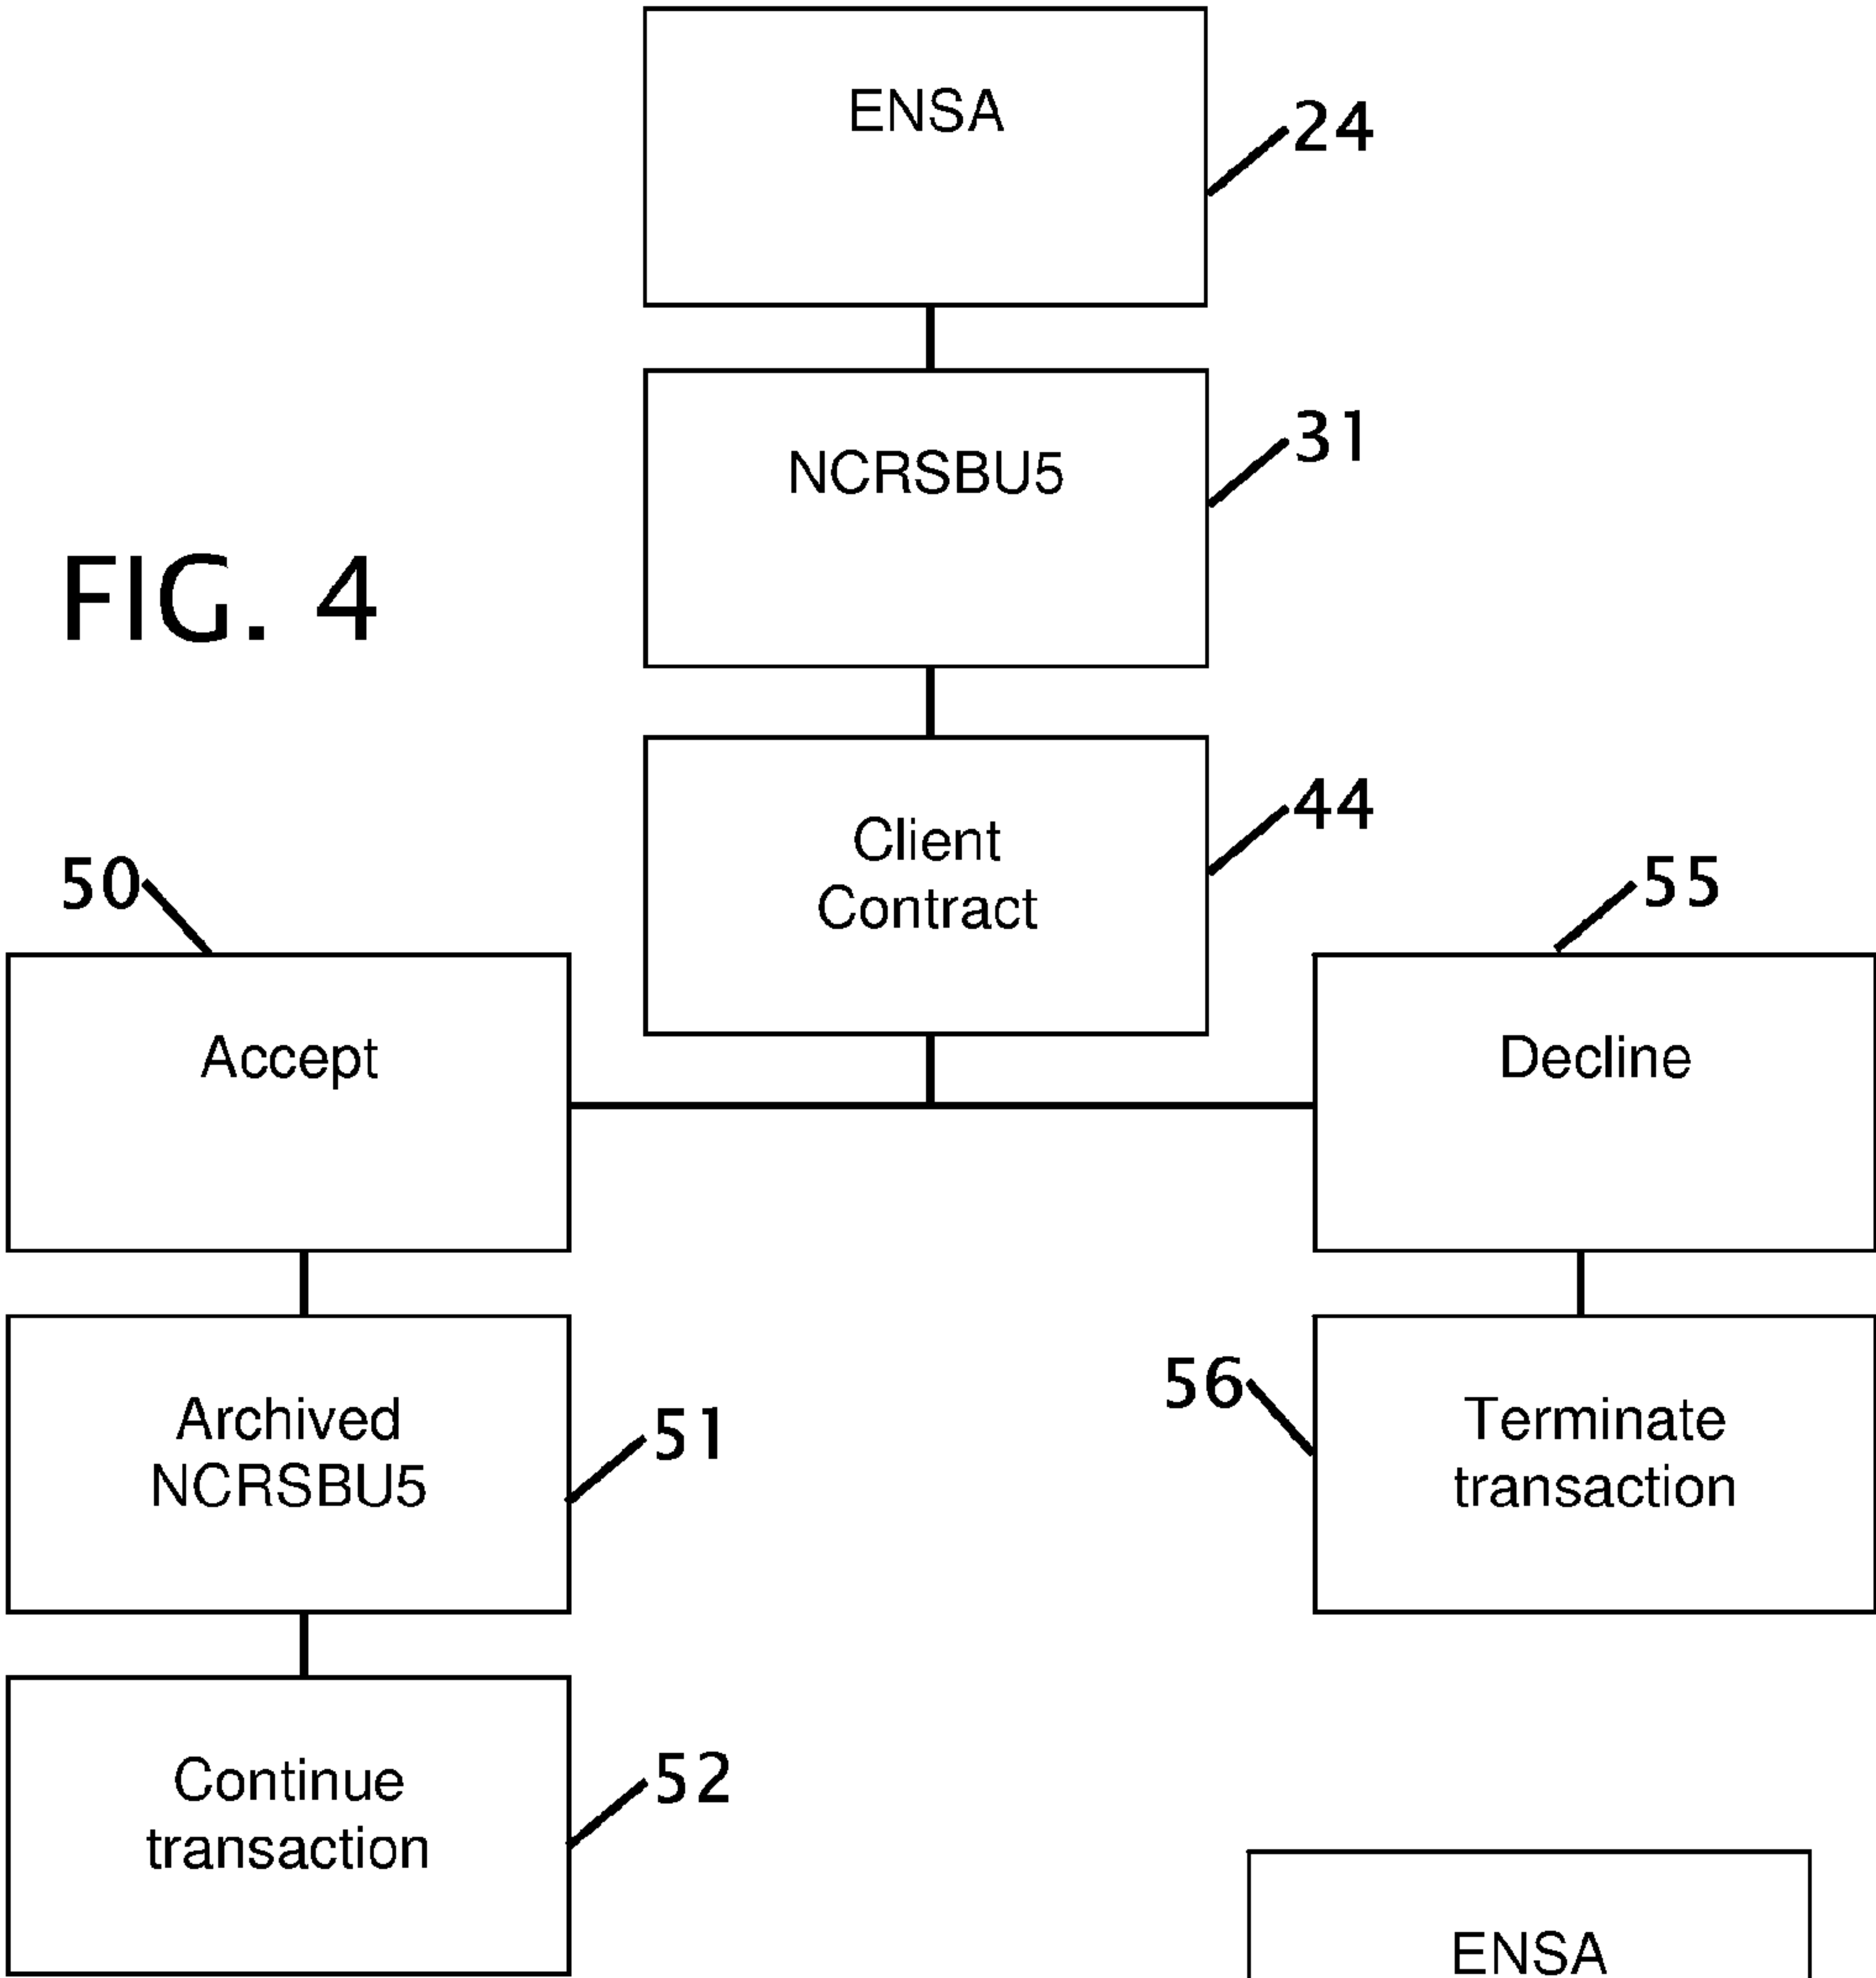 ENSA
24
NCRSBU5
31
FIG. 4
Client
Contract
44
50
55
Accept
Decline
Archived
NCRSBU5
51
56
Terminate
transaction
Continue
transaction
52
ENSA